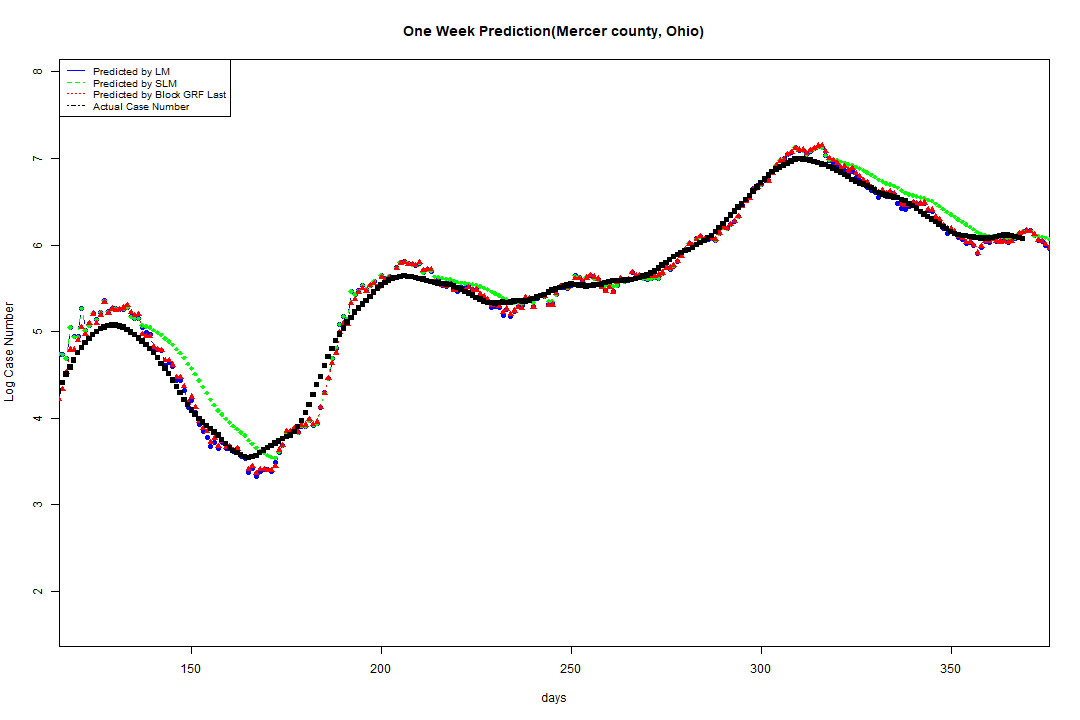 One Week Prediction(Mercer county, Ohio)
Predicted by LM
Predicted by SLM
Predicted by Block GRF Last
Actual Case Number
8
7
6
5
4
3
2
Log Case Number
150 200 250 300 350
days